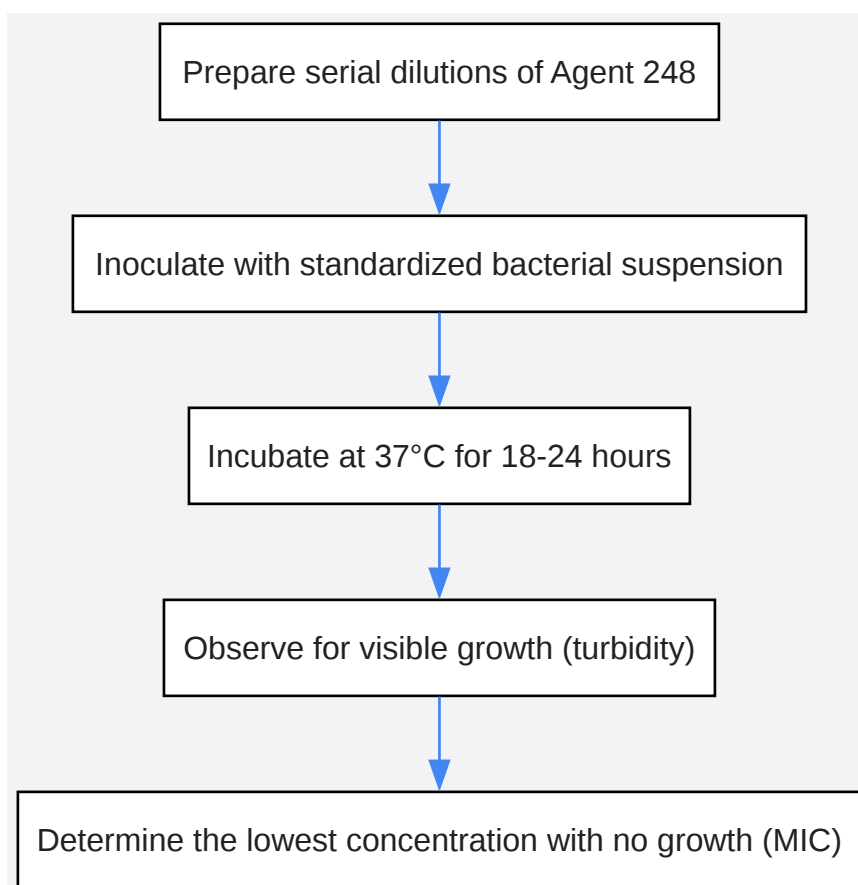 Prepare serial dilutions of Agent 248
Inoculate with standardized bacterial suspension
Incubate at 37°C for 18-24 hours
Observe for visible growth (turbidity)
Determine the lowest concentration with no growth (MIC)